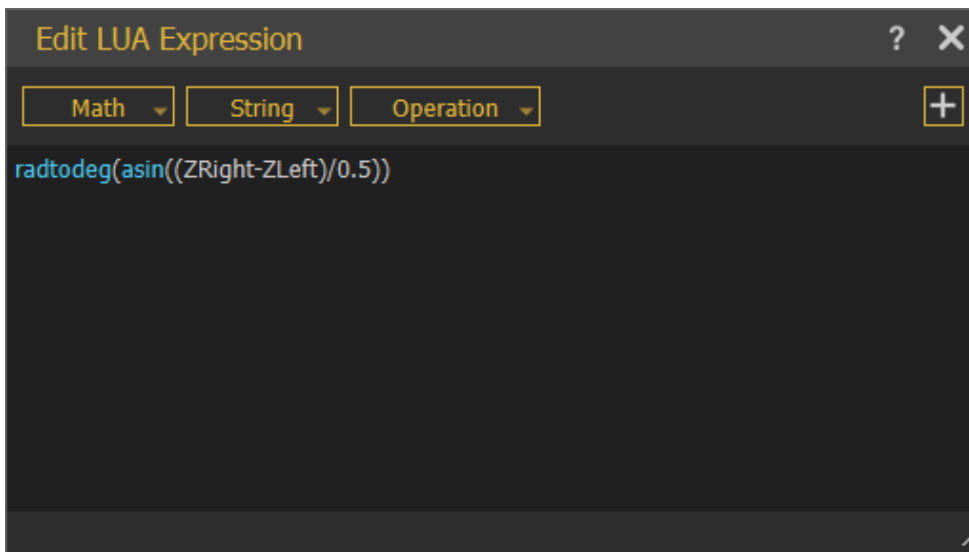 Edit LUA Expression ? X
Math String Operation +
radtodeg(asin((ZRight-ZLeft)/0.5))